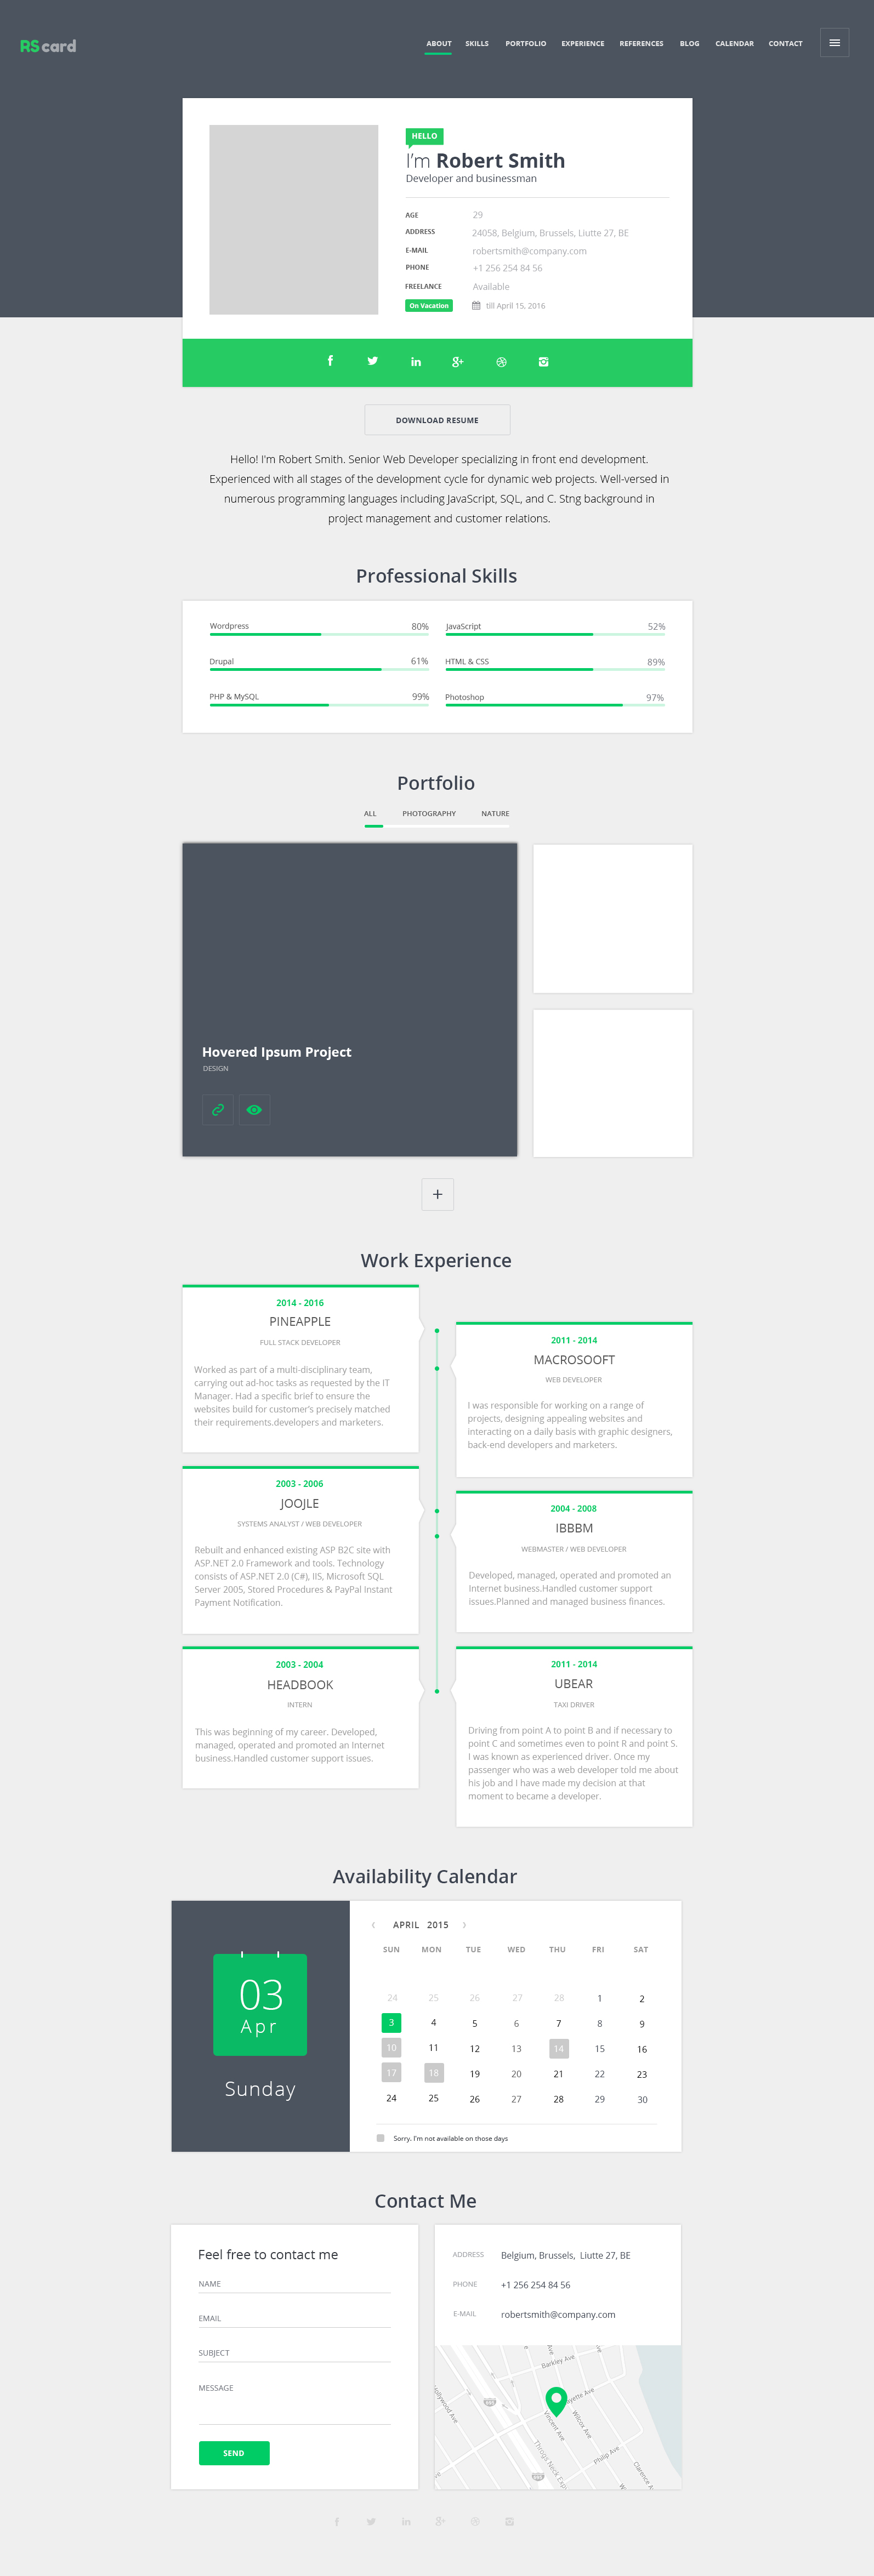 RS card
ABOUT SKILLS PORTFOLIO EXPERIENCE REFERENCES BLOG CALENDAR CONTACT
HELLO
I'm Robert Smith
Developer and businessman
AGE 29
ADDRESS 24058, Belgium, Brussels, Liutte 27, BE
E-MAIL robertsmith@company.com
PHONE +1 256 254 84 56
FREELANCE Available
On Vacation till April 15, 2016
DOWNLOAD RESUME
Hello! I'm Robert Smith. Senior Web Developer specializing in front end development.
Experienced with all stages of the development cycle for dynamic web projects. Well-versed in
numerous programming languages including JavaScript, SQL, and C. Stng background in
project management and customer relations.
Professional Skills
Wordpress 80%
JavaScript 52%
Drupal 61%
HTML & CSS 89%
PHP & MySQL 99%
Photoshop 97%
Portfolio
ALL PHOTOGRAPHY NATURE
Hovered Ipsum Project
DESIGN
+
Work Experience
2014 - 2016
PINEAPPLE
FULL STACK DEVELOPER
Worked as part of a multi-disciplinary team,
carrying out ad-hoc tasks as requested by the IT
Manager. Had a specific brief to ensure the
websites build for customer's precisely matched
their requirements.developers and marketers.
2011 - 2014
MACROSOOFT
WEB DEVELOPER
I was responsible for working on a range of
projects, designing appealing websites and
interacting on a daily basis with graphic designers,
back-end developers and marketers.
2003 - 2006
JOOJLE
SYSTEMS ANALYST / WEB DEVELOPER
Rebuilt and enhanced existing ASP B2C site with
ASP.NET 2.0 Framework and tools. Technology
consists of ASP.NET 2.0 (C#), IIS, Microsoft SQL
Server 2005, Stored Procedures & PayPal Instant
Payment Notification.
2004 - 2008
IBBBM
WEBMASTER / WEB DEVELOPER
Developed, managed, operated and promoted an
Internet business.Handled customer support
issues.Planned and managed business finances.
2003 - 2004
HEADBOOK
INTERN
This was beginning of my career. Developed,
managed, operated and promoted an Internet
business.Handled customer support issues.
2011 - 2014
UBEAR
TAXI DRIVER
Driving from point A to point B and if necessary to
point C and sometimes even to point R and point S.
I was known as experienced driver. Once my
passenger who was a web developer told me about
his job and I have made my decision at that
moment to became a developer.
Availability Calendar
03
Apr
Sunday
APRIL 2015
SUN MON TUE WED THU FRI SAT
24 25 26 27 28 1 2
3 4 5 6 7 8 9
10 11 12 13 14 15 16
17 18 19 20 21 22 23
24 25 26 27 28 29 30
Sorry. I'm not available on those days
Contact Me
Feel free to contact me
NAME
EMAIL
SUBJECT
MESSAGE
SEND
ADDRESS Belgium, Brussels, Liutte 27, BE
PHONE +1 256 254 84 56
E-MAIL robertsmith@company.com
Ave
Barkley Ave
Vincent Ave
Wilcox Ave
Philip Ave
Throgs Neck